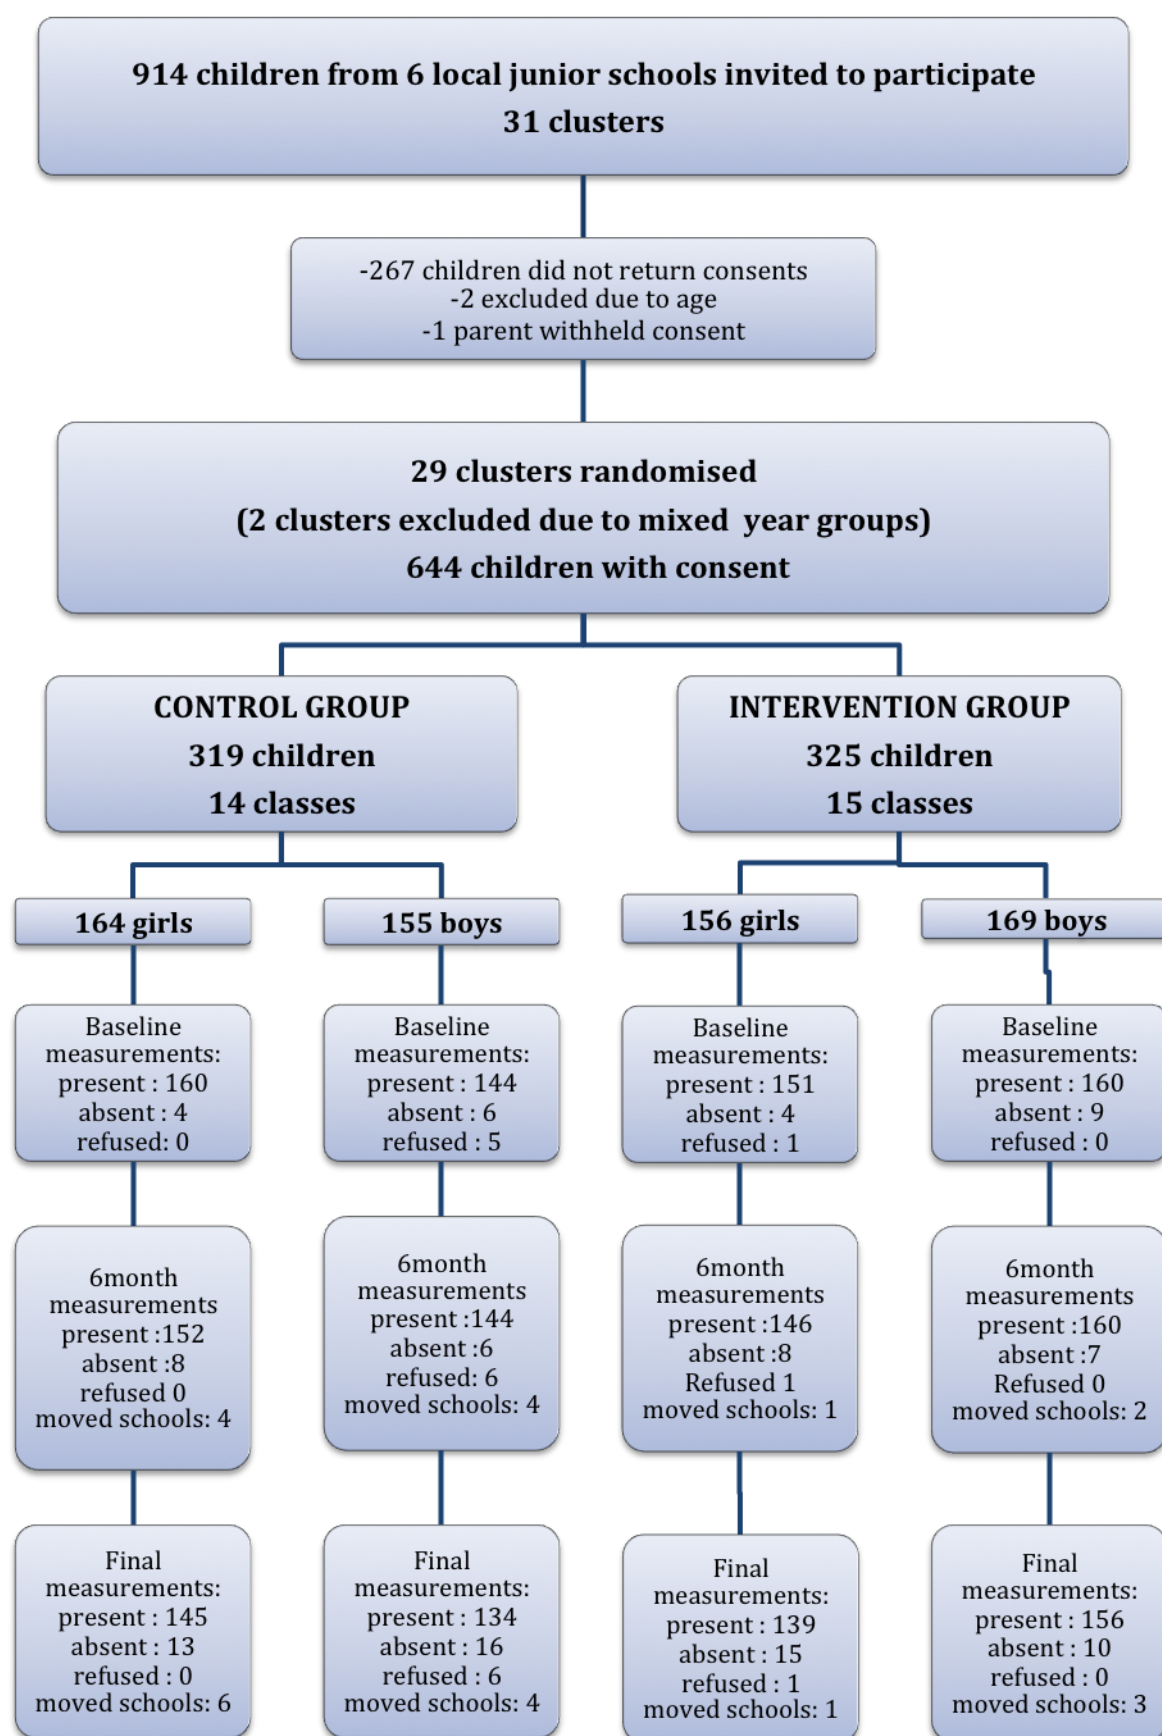 914 children from 6 local junior schools invited to participate
31 clusters
-267 children did not return consents
-2 excluded due to age
-1 parent withheld consent
29 clusters randomised
(2 clusters excluded due to mixed year groups)
644 children with consent
CONTROL GROUP
319 children
14 classes
INTERVENTION GROUP
325 children
15 classes
164 girls
155 boys
156 girls
169 boys
Baseline
measurements:
present : 160
absent : 4
refused: 0
Baseline
measurements:
present : 144
absent : 6
refused : 5
Baseline
measurements:
present : 151
absent : 4
refused : 1
Baseline
measurements:
present : 160
absent : 9
refused : 0
6month
measurements
present :152
absent :8
refused 0
moved schools: 4
6month
measurements
present :144
absent :6
refused: 6
moved schools: 4
6month
measurements
present :146
absent :8
Refused 1
moved schools: 1
6month
measurements
present :160
absent :7
Refused 0
moved schools: 2
Final
measurements:
present : 145
absent : 13
refused : 0
moved schools: 6
Final
measurements:
present : 134
absent : 16
refused : 6
moved schools: 4
Final
measurements:
present : 139
absent : 15
refused : 1
moved schools: 1
Final
measurements:
present : 156
absent : 10
refused : 0
moved schools: 3